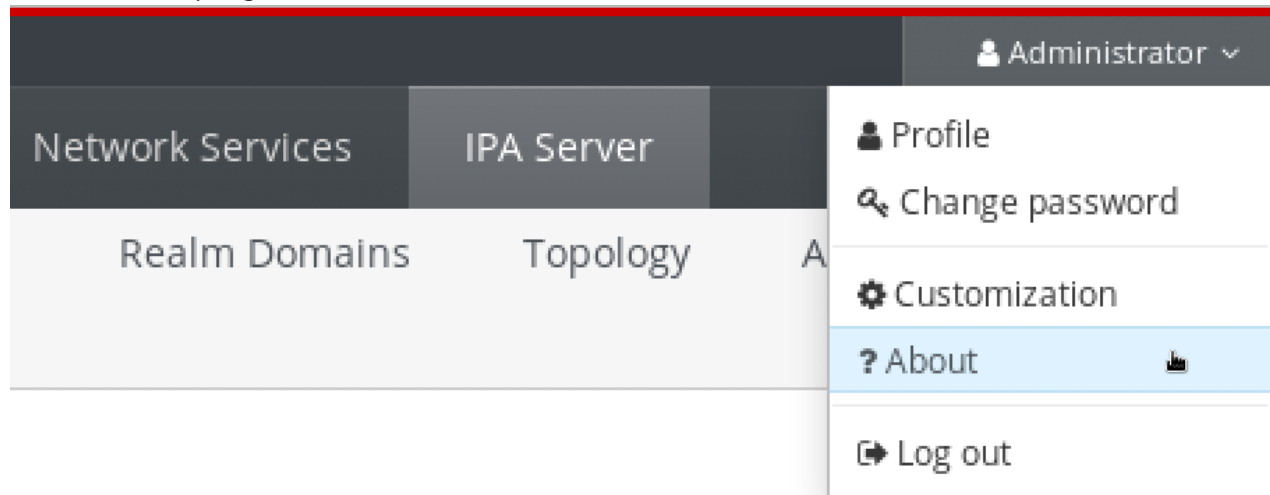 Administrator
Network Services IPA Server
Profile
Change password
Realm Domains Topology A
Customization
? About
Log out